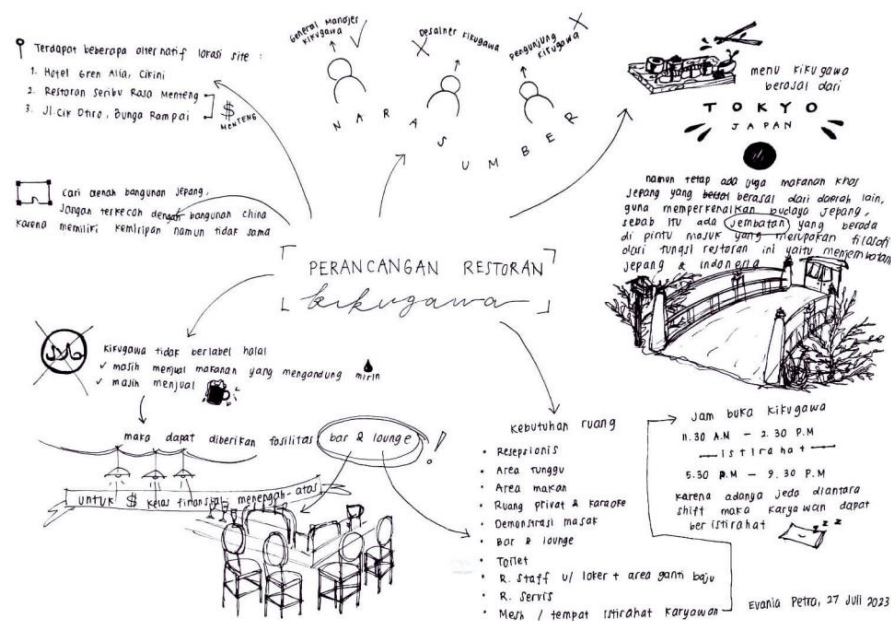 Terdapat beberapa alternatif lokasi site :
1. Hotel Gren Alia, Cikini
2. Restoran Seribu Rasa Menteng
3. Jl. Cik Ditiro, Bunga Rampai
$
MENTENG
General Manajer
Kikugawa
Desainer Kikugawa
Pengunjung
Kikugawa
NARASUMBER
menu kikugawa
berasal dari
TOKYO
JAPAN
namun tetap ada juga makanan khas
Jepang yang berasal dari daerah lain,
guna memperkenalkan budaya Jepang,
sebab itu ada jembatan yang berada
di pintu masuk yang merupakan filosofi
dari fungsi restoran ini yaitu menjembatani
Jepang & Indonesia
Cari denah bangunan Jepang,
Jangan terkecoh dengan bangunan china
karena memiliki kemiripan namun tidak sama
PERANCANGAN RESTORAN
kikugawa
حلال
Kikugawa tidak berlabel halal
✓ masih menjual makanan yang mengandung mirin
✓ masih menjual
maka dapat diberikan fasilitas bar & lounge !
untuk $ kelas finansial menengah-atas
Kebutuhan ruang
• Resepsionis
• Area tunggu
• Area makan
• Ruang privat & karaoke
• Demonstrasi masak
• Bar & lounge
• Toilet
• R. Staff u/ loker + area ganti baju
• R. Servis
• Mesh / tempat istirahat karyawan
Jam buka kikugawa
11.30 A.M - 2.30 P.M
istirahat
5.30 P.M - 9.30 P.M
karena adanya jeda diantara
shift maka karyawan dapat
beristirahat
z z z
Evania Petra, 27 Juli 2023